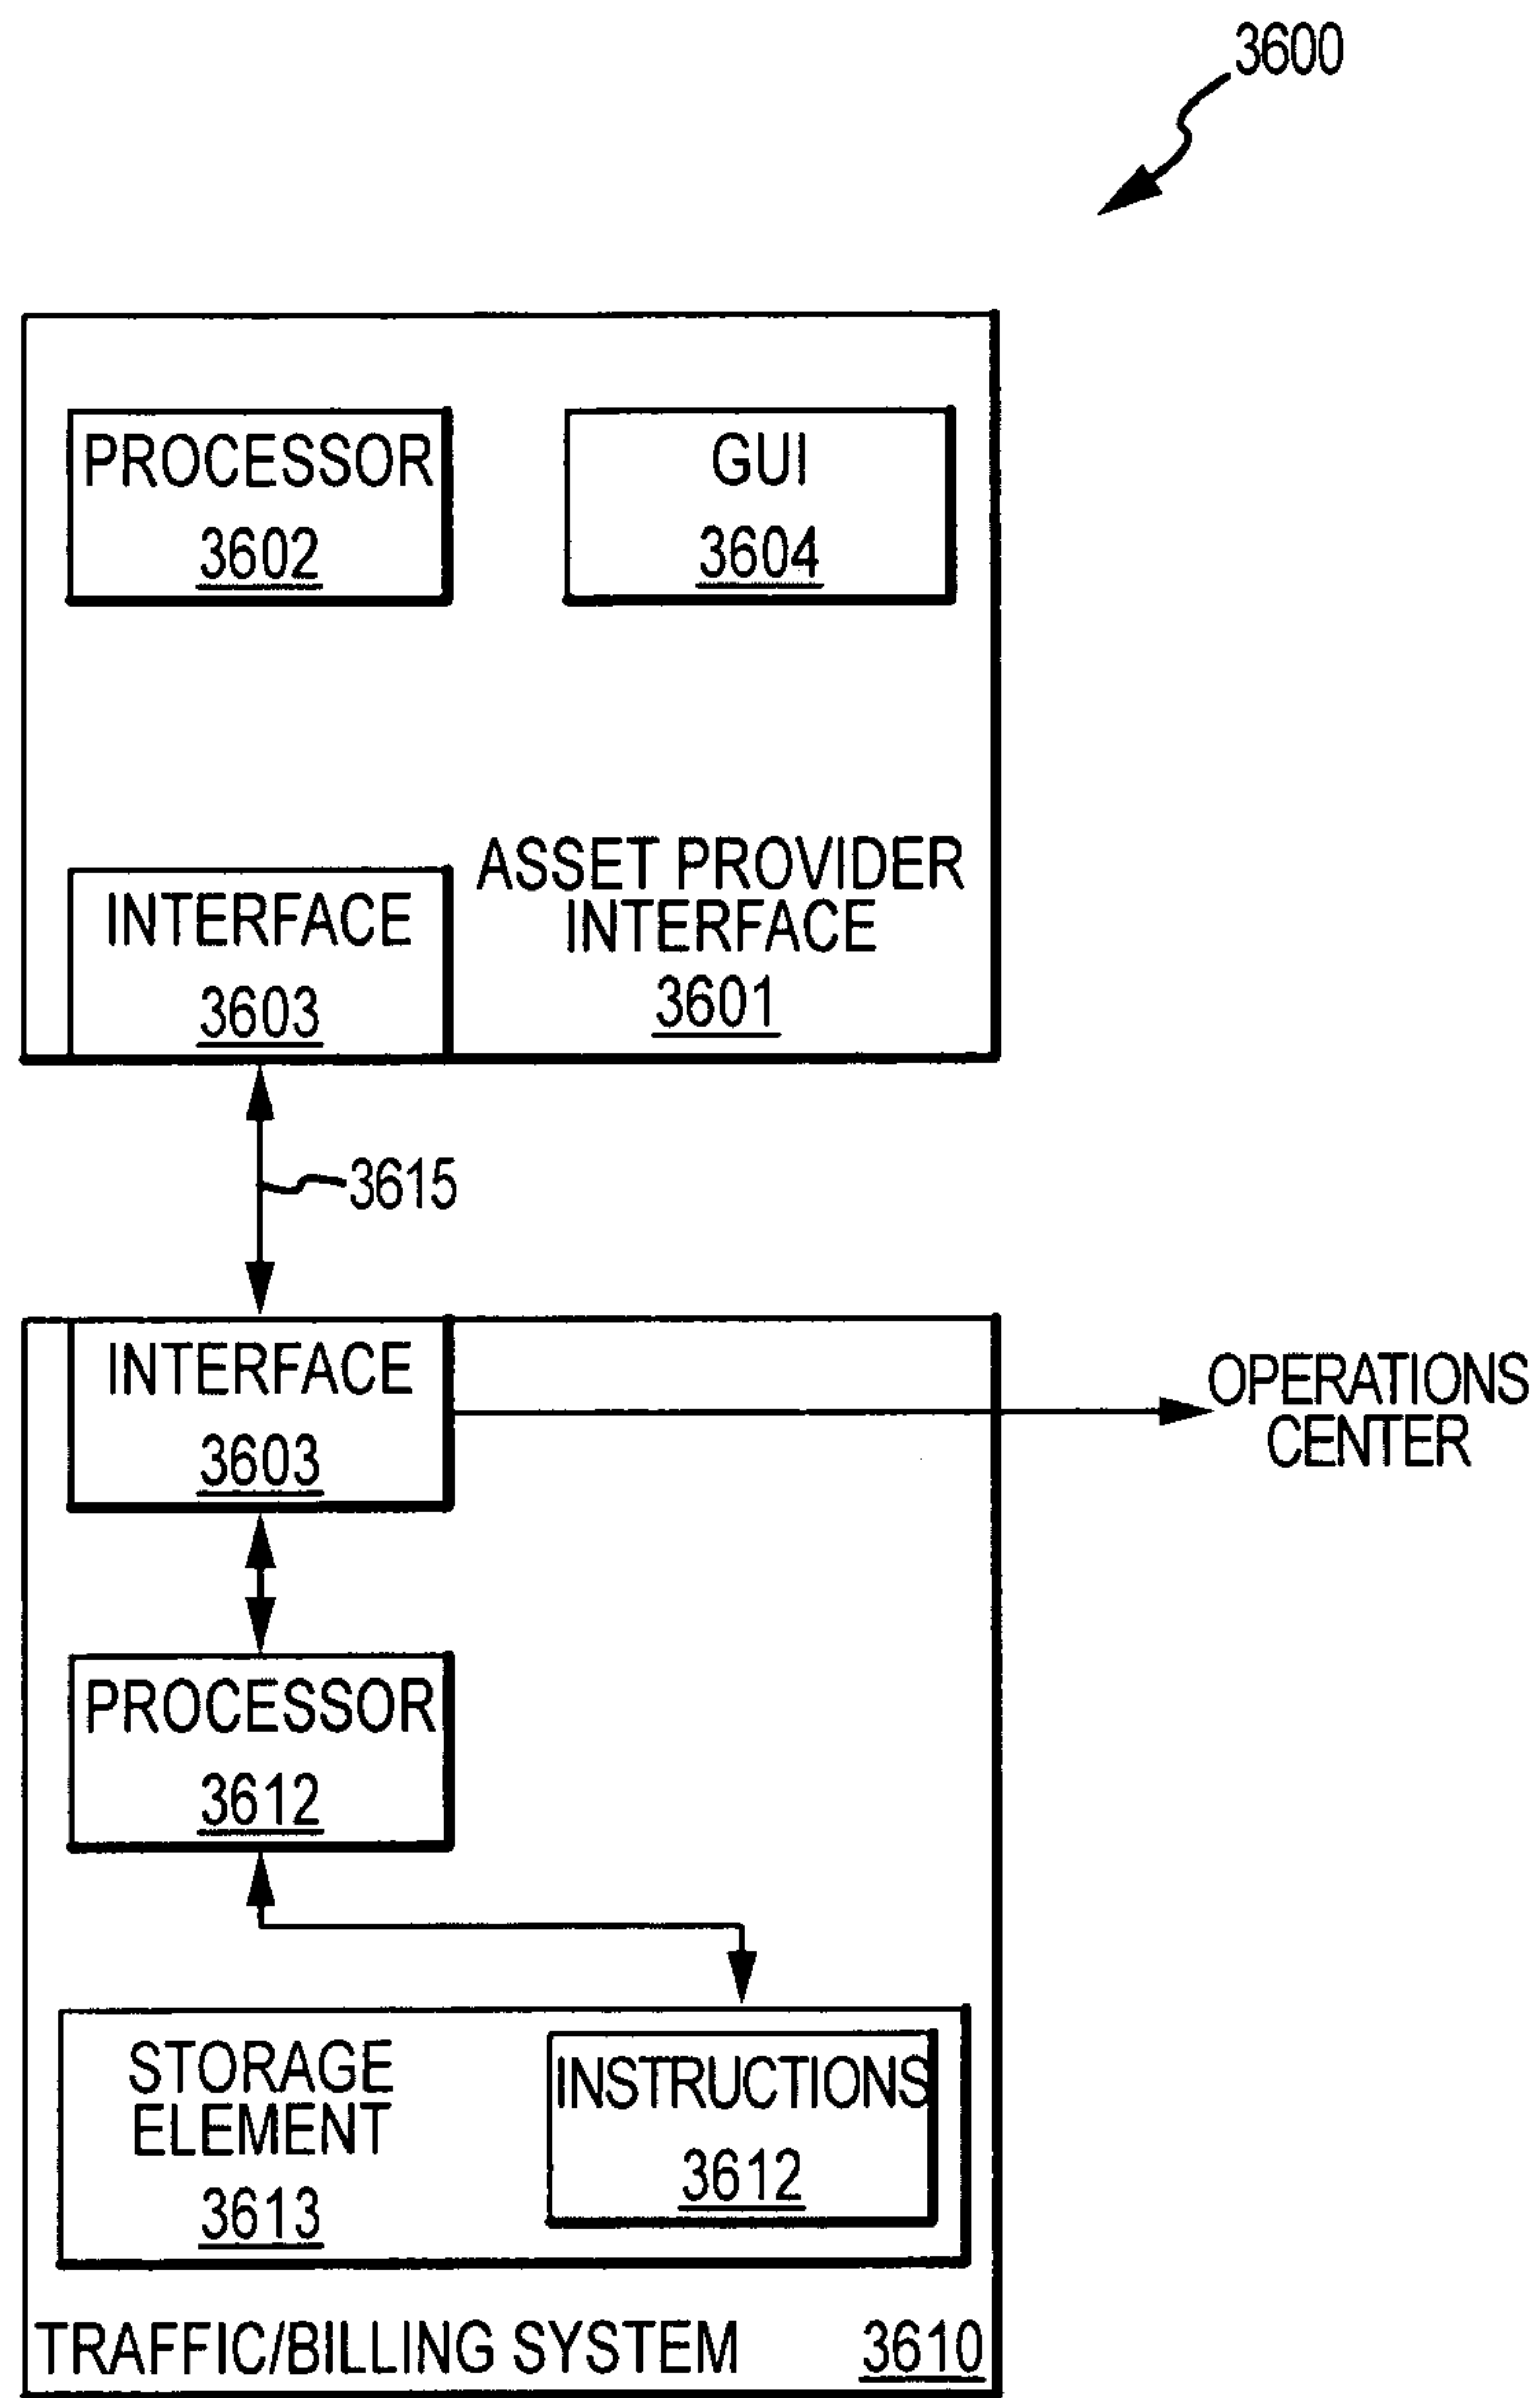 3600
PROCESSOR
3602
GUI
3604
ASSET PROVIDER
INTERFACE
3601
INTERFACE
3603
3615
INTERFACE
3603
OPERATIONS
CENTER
PROCESSOR
3612
STORAGE
ELEMENT
3613
INSTRUCTIONS
3612
TRAFFIC/BILLING SYSTEM 3610